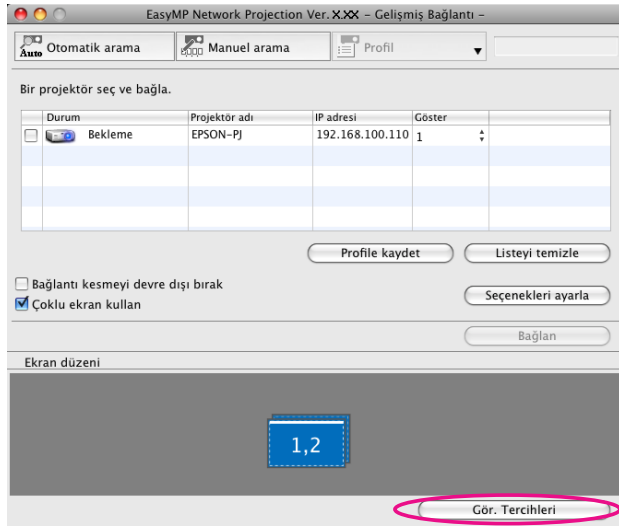 EasyMP Network Projection Ver. X.XX – Gelişmiş Bağlantı –
Auto Otomatik arama Manuel arama Profil
Bir projektör seç ve bağla.
Durum Projektör adı IP adresi Göster
Bekleme EPSON-PJ 192.168.100.110 1
Profile kaydet Listeyi temizle
Bağlantı kesmeyi devre dışı bırak
Çoklu ekran kullan
Seçenekleri ayarla
Bağlan
Ekran düzeni
1,2
Gör. Tercihleri